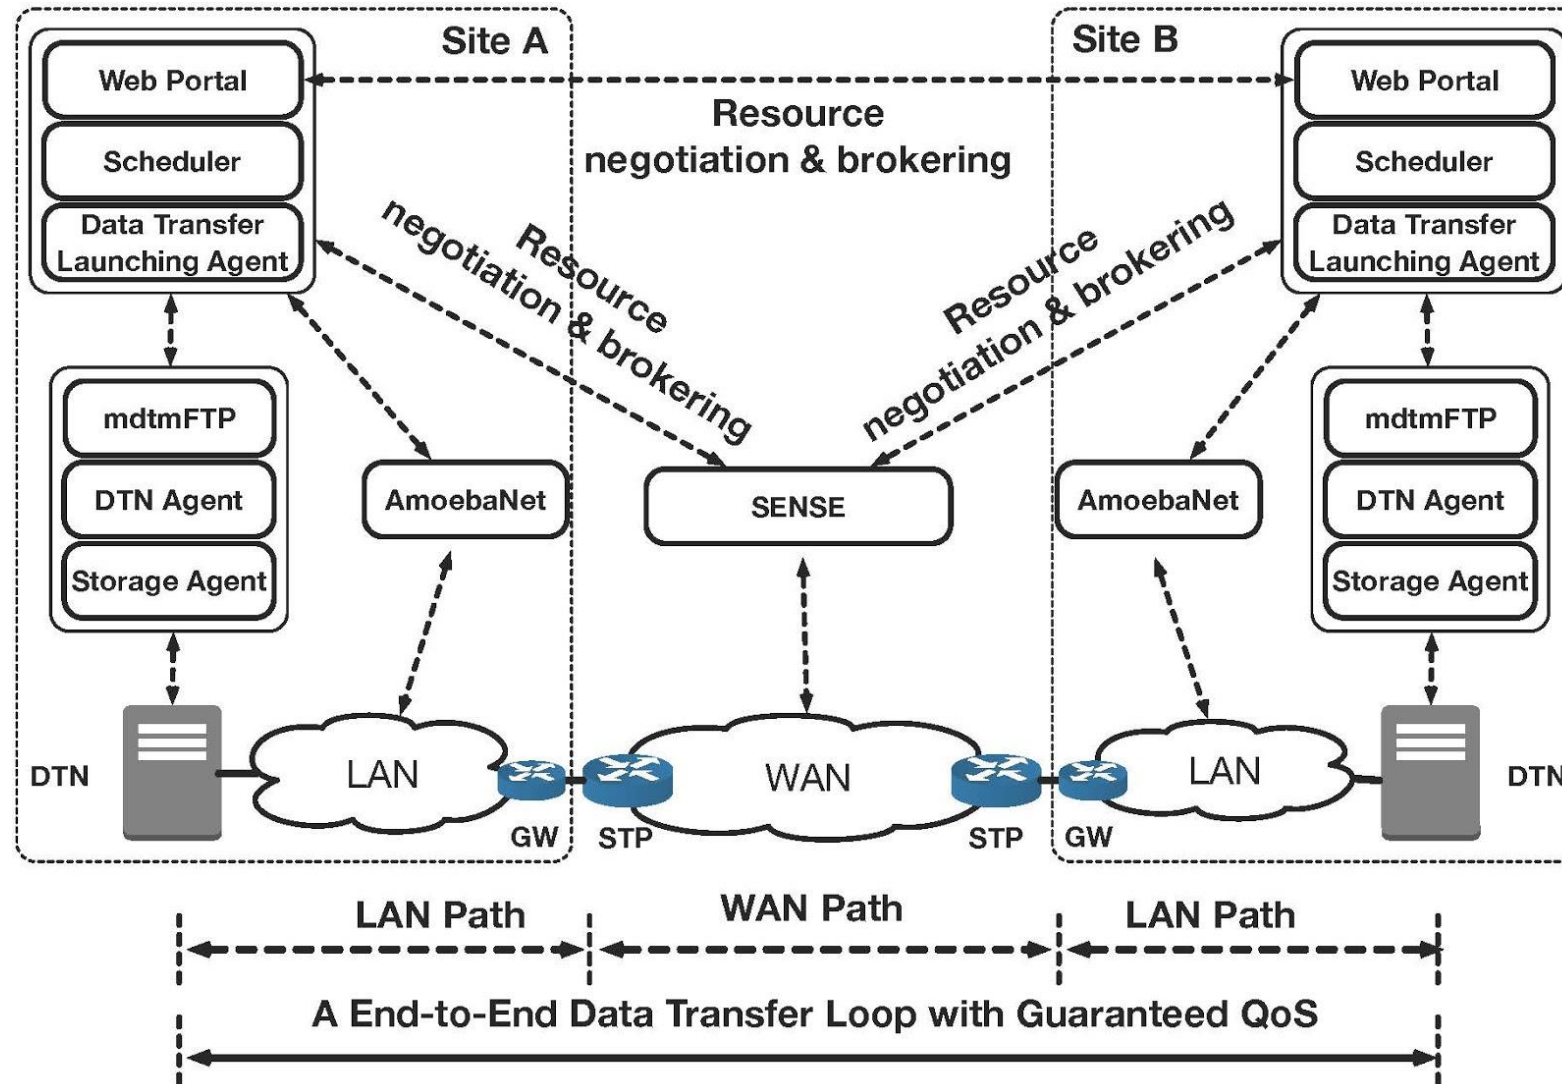 Site A
Site B
Web Portal
Web Portal
Resource
negotiation & brokering
Scheduler
Scheduler
Data Transfer
Launching Agent
Data Transfer
Launching Agent
Resource
negotiation & brokering
Resource
negotiation & brokering
mdtmFTP
DTN Agent
Storage Agent
AmoebaNet
SENSE
AmoebaNet
mdtmFTP
DTN Agent
Storage Agent
DTN
LAN
GW
STP
WAN
STP
GW
LAN
DTN
LAN Path
WAN Path
LAN Path
A End-to-End Data Transfer Loop with Guaranteed QoS